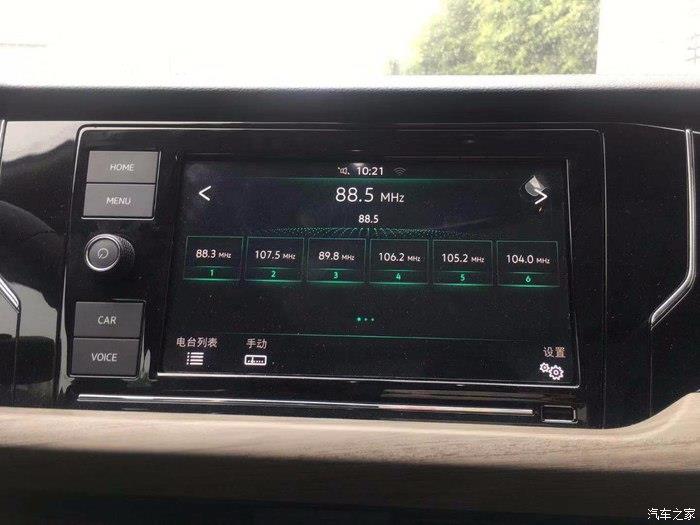 HOME
MENU
CAR
VOICE
10:21
88.5 MHz
88.5
88.3 MHz
1
107.5 MHz
2
89.8 MHz
3
106.2 MHz
4
105.2 MHz
5
104.0 MHz
6
电台列表
手动
设置
汽车之家